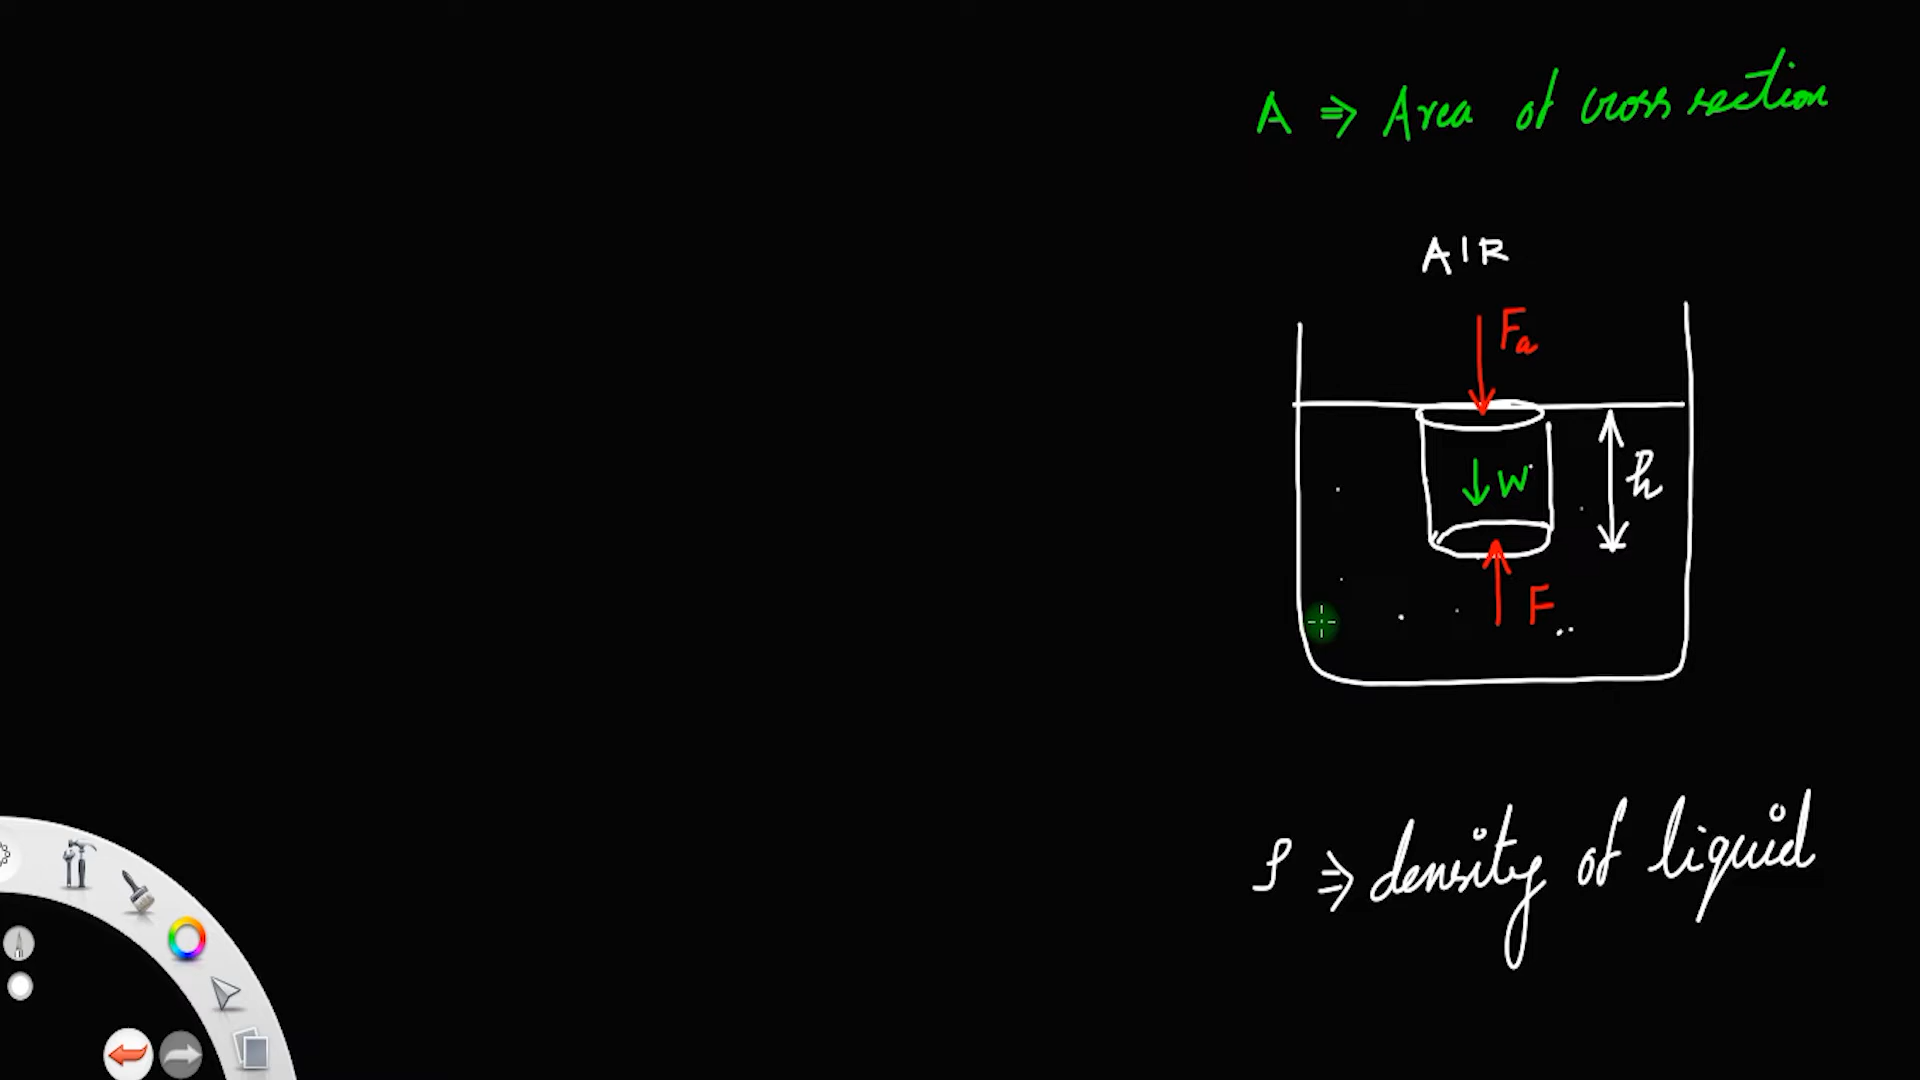 A ⇒ Area of cross section
AIR
Fa
W
h
F
ρ ⇒ density of liquid